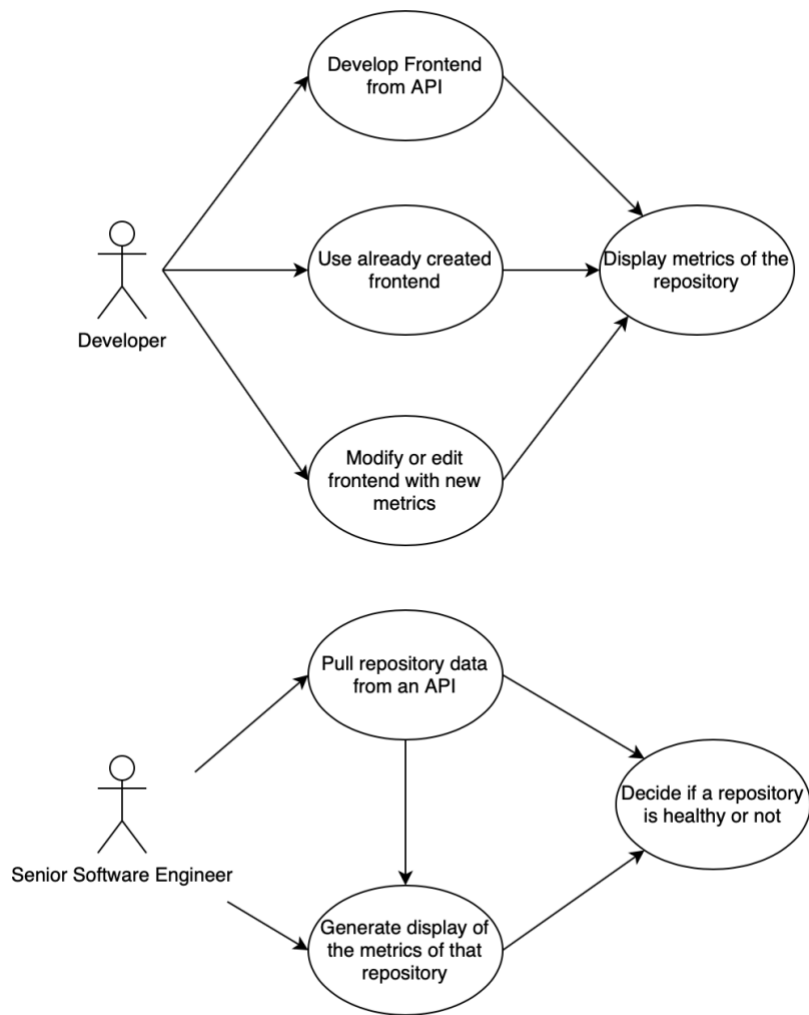 Develop Frontend
from API
Use already created
frontend
Display metrics of the
repository
Developer
Modify or edit
frontend with new
metrics
Pull repository data
from an API
Decide if a repository
is healthy or not
Senior Software Engineer
Generate display of
the metrics of that
repository